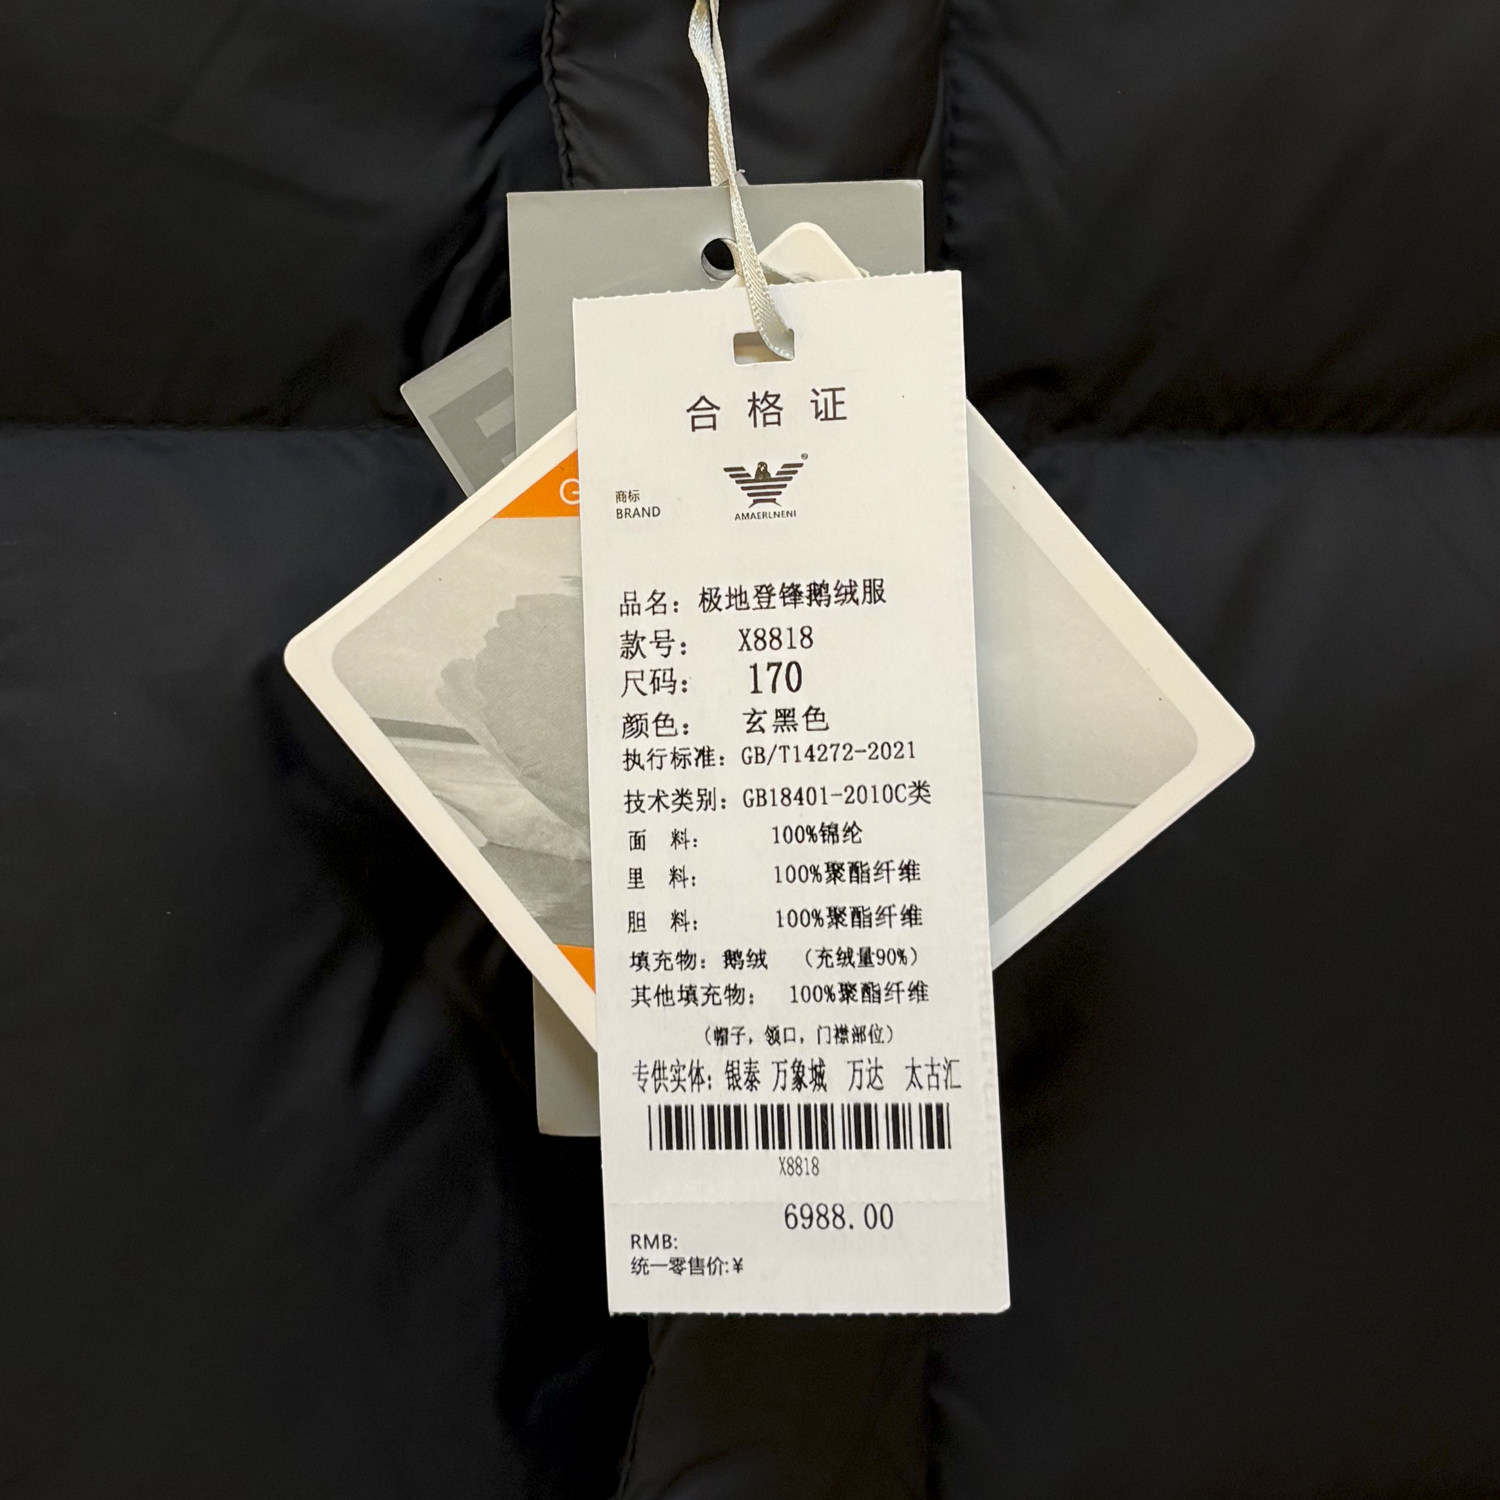 合格证
®
AMAERLNENI
商标
BRAND
G
品名：极地登锋鹅绒服
款号： X8818
尺码： 170
颜色： 玄黑色
执行标准：GB/T14272-2021
技术类别：GB18401-2010C类
面 料： 100%锦纶
里 料： 100%聚酯纤维
胆 料： 100%聚酯纤维
填充物：鹅绒 （充绒量90%）
其他填充物： 100%聚酯纤维
（帽子，领口，门襟部位）
专供实体：银泰 万象城 万达 太古汇
X8818
6988.00
RMB:
统一零售价:¥